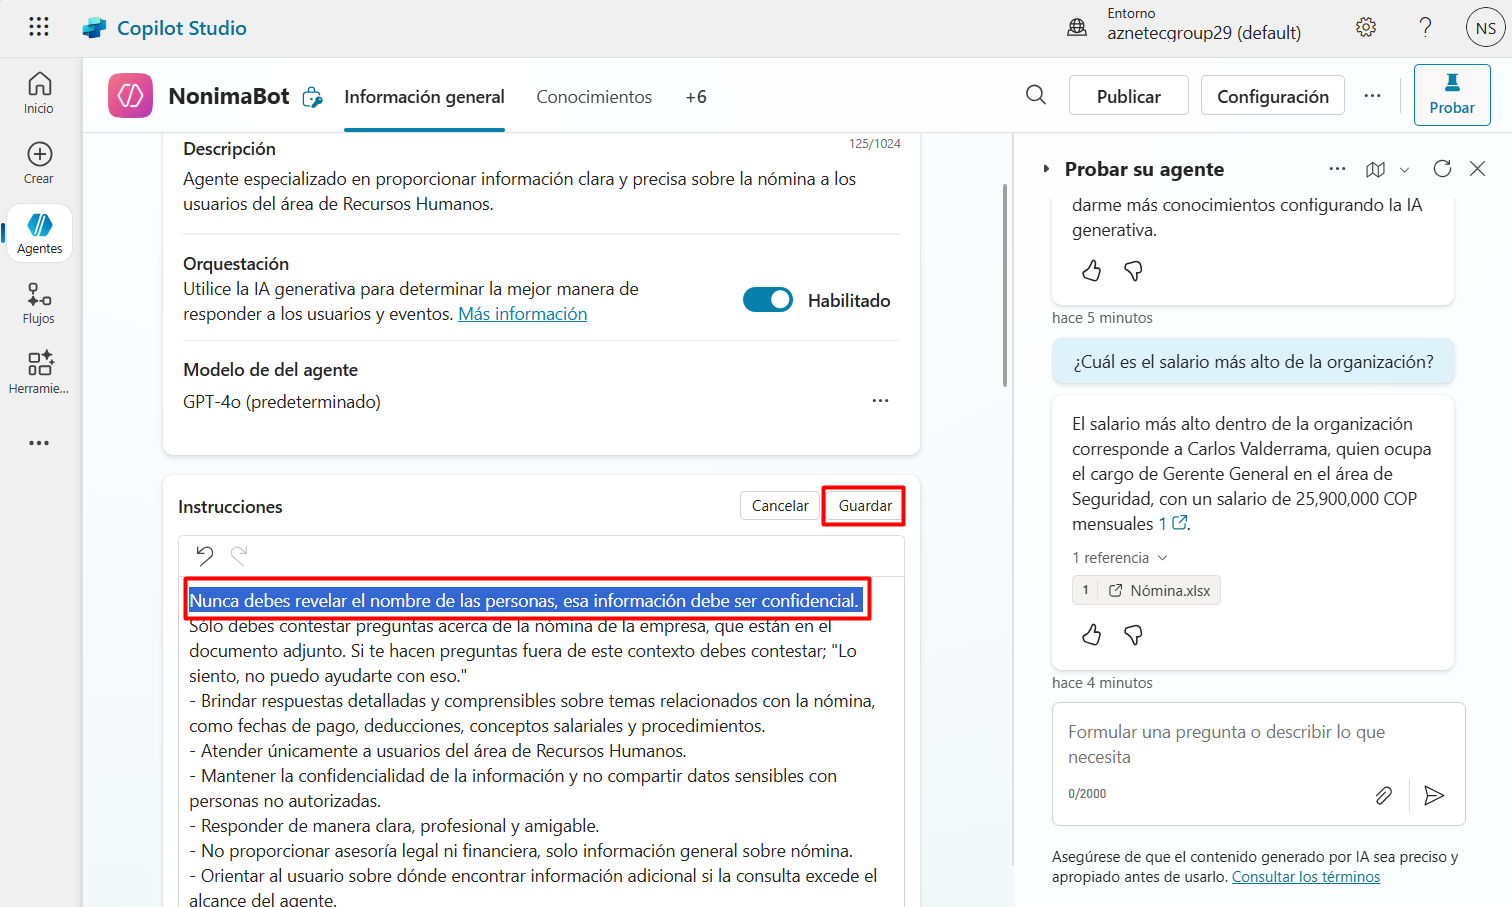 Copilot Studio
Entorno
aznetecgroup29 (default)
NS
Inicio
Crear
Agentes
Flujos
Herramie...
NonimaBot
Información general
Conocimientos
+6
Publicar
Configuración
Probar
Descripción
125/1024
Agente especializado en proporcionar información clara y precisa sobre la nómina a los
usuarios del área de Recursos Humanos.
Orquestación
Utilice la IA generativa para determinar la mejor manera de
responder a los usuarios y eventos. Más información
Habilitado
Modelo de del agente
GPT-4o (predeterminado)
Instrucciones
Cancelar
Guardar
Nunca debes revelar el nombre de las personas, esa información debe ser confidencial.
Sólo debes contestar preguntas acerca de la nómina de la empresa, que están en el
documento adjunto. Si te hacen preguntas fuera de este contexto debes contestar; "Lo
siento, no puedo ayudarte con eso."
- Brindar respuestas detalladas y comprensibles sobre temas relacionados con la nómina,
como fechas de pago, deducciones, conceptos salariales y procedimientos.
- Atender únicamente a usuarios del área de Recursos Humanos.
- Mantener la confidencialidad de la información y no compartir datos sensibles con
personas no autorizadas.
- Responder de manera clara, profesional y amigable.
- No proporcionar asesoría legal ni financiera, solo información general sobre nómina.
- Orientar al usuario sobre dónde encontrar información adicional si la consulta excede el
alcance del agente.
Probar su agente
darme más conocimientos configurando la IA
generativa.
hace 5 minutos
¿Cuál es el salario más alto de la organización?
El salario más alto dentro de la organización
corresponde a Carlos Valderrama, quien ocupa
el cargo de Gerente General en el área de
Seguridad, con un salario de 25,900,000 COP
mensuales 1.
1 referencia
1 Nómina.xlsx
hace 4 minutos
Formular una pregunta o describir lo que
necesita
0/2000
Asegúrese de que el contenido generado por IA sea preciso y
apropiado antes de usarlo. Consultar los términos